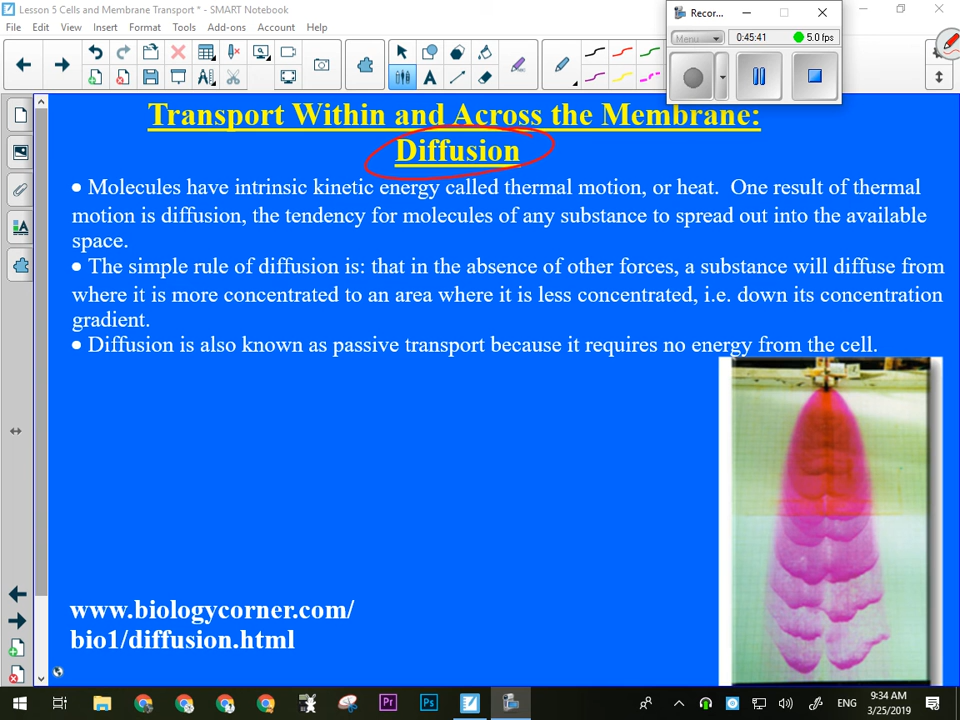 Lesson 5 Cells and Membrane Transport * - SMART Notebook
Recor...
File Edit View Insert Format Tools Add-ons Account Help
Menu 0:45:41 5.0 fps
Transport Within and Across the Membrane:
Diffusion
• Molecules have intrinsic kinetic energy called thermal motion, or heat. One result of thermal
motion is diffusion, the tendency for molecules of any substance to spread out into the available
space.
• The simple rule of diffusion is: that in the absence of other forces, a substance will diffuse from
where it is more concentrated to an area where it is less concentrated, i.e. down its concentration
gradient.
• Diffusion is also known as passive transport because it requires no energy from the cell.
www.biologycorner.com/
bio1/diffusion.html
Pr Ps ENG
9:34 AM
3/25/2019